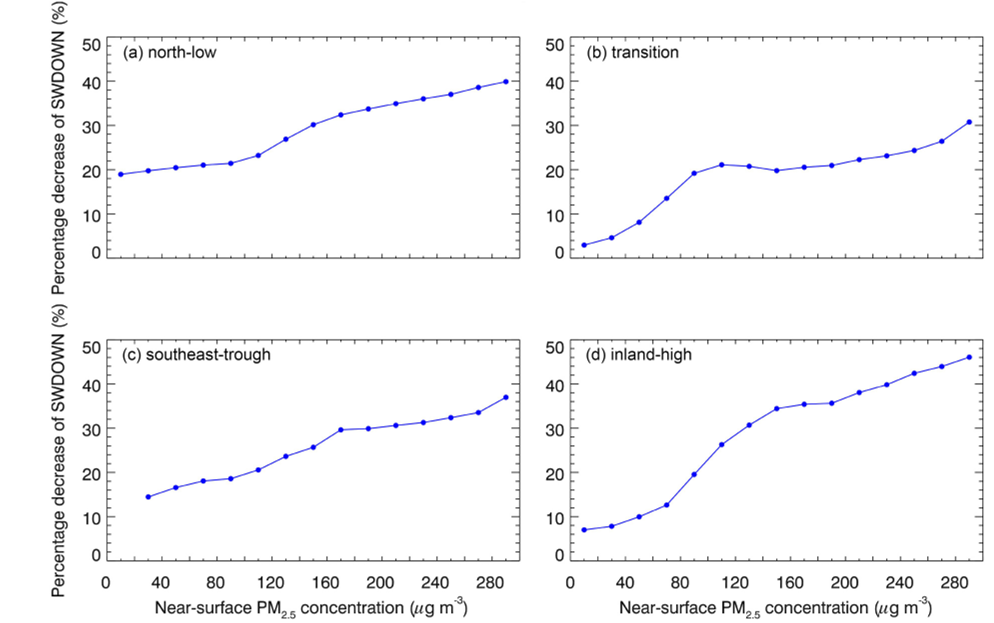 Percentage decrease of SWDOWN (%)
(a) north-low
50
40
30
20
10
0
(b) transition
50
40
30
20
10
0
Percentage decrease of SWDOWN (%)
(c) southeast-trough
50
40
30
20
10
0
0 40 80 120 160 200 240 280
Near-surface PM2.5 concentration (μg m-3)
(d) inland-high
50
40
30
20
10
0
0 40 80 120 160 200 240 280
Near-surface PM2.5 concentration (μg m-3)